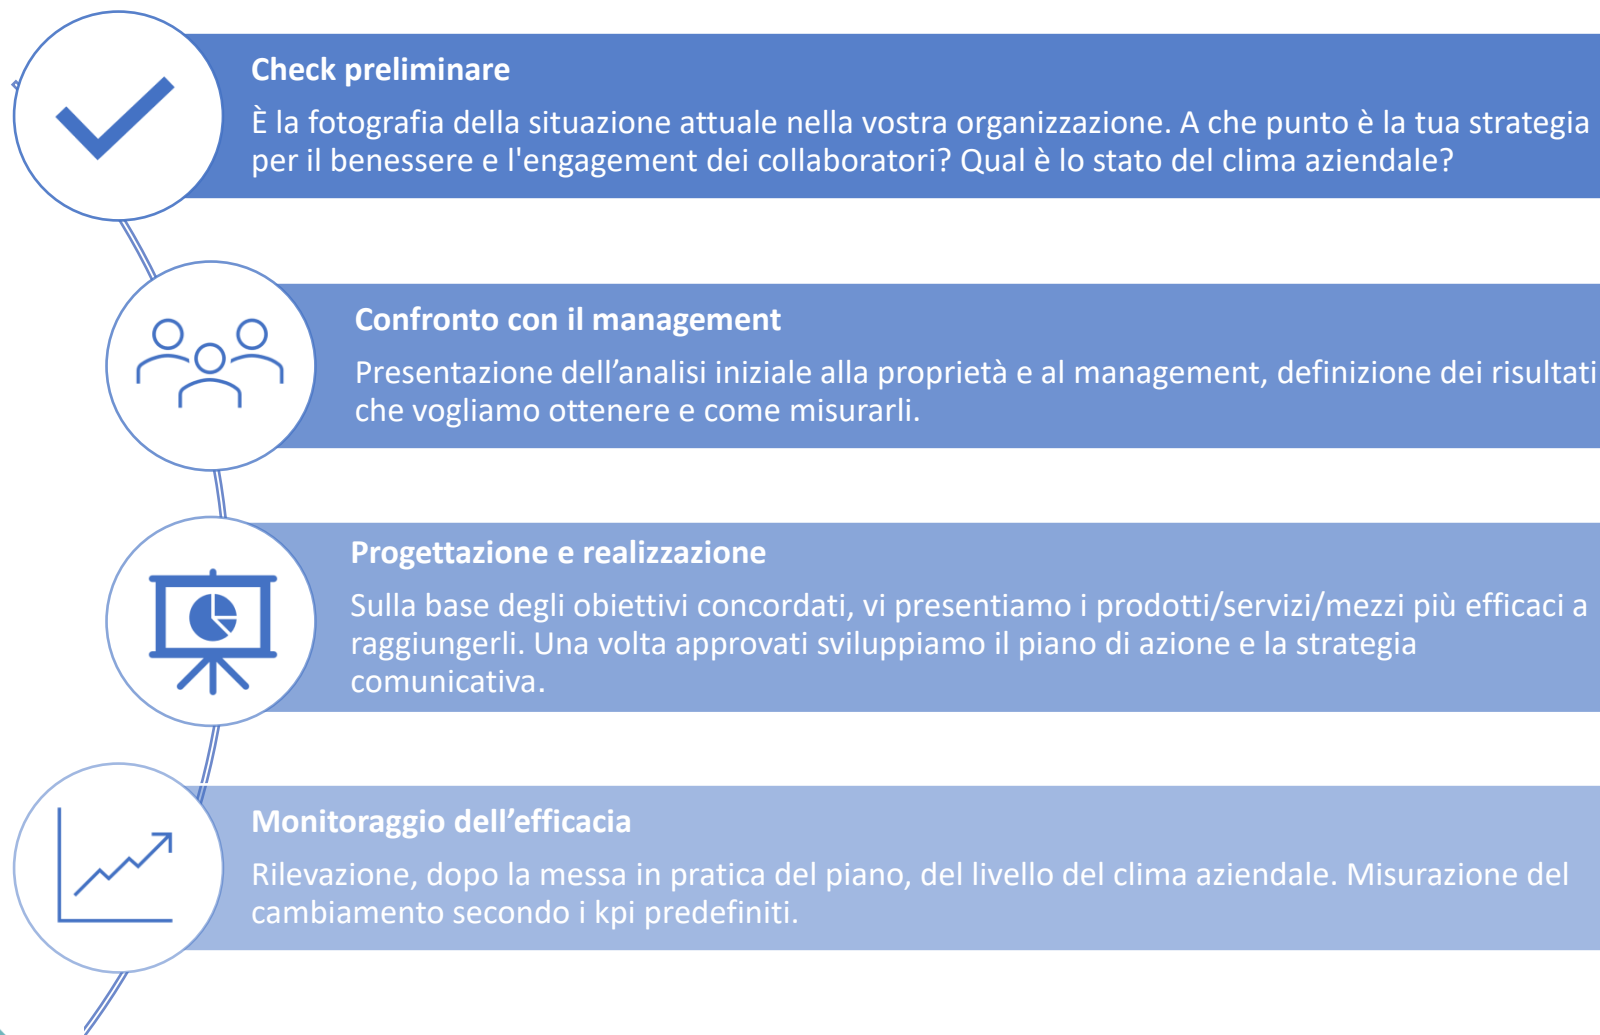 Check preliminare
È la fotografia della situazione attuale nella vostra organizzazione. A che punto è la tua strategia
per il benessere e l'engagement dei collaboratori? Qual è lo stato del clima aziendale?
Confronto con il management
Presentazione dell’analisi iniziale alla proprietà e al management, definizione dei risultati
che vogliamo ottenere e come misurarli.
Progettazione e realizzazione
Sulla base degli obiettivi concordati, vi presentiamo i prodotti/servizi/mezzi più efficaci a
raggiungerli. Una volta approvati sviluppiamo il piano di azione e la strategia
comunicativa.
Monitoraggio dell’efficacia
Rilevazione, dopo la messa in pratica del piano, del livello del clima aziendale. Misurazione del
cambiamento secondo i kpi predefiniti.